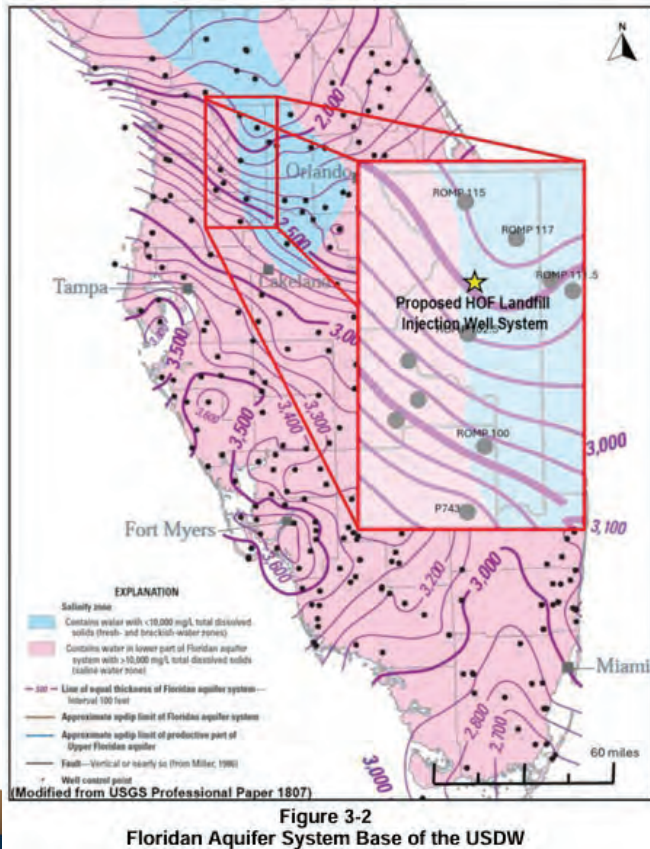 N
2,000
Orlando
ROMP 115
ROMP 117
2,500
Tampa
Lakeland
Proposed HOF Landfill
Injection Well System
3,500
3,300
3,400
3,600
3,500
ROMP 100
3,000
P743
3,100
Fort Myers
3,600
3,200
3,000
EXPLANATION
Salinity zone
Contains water with <10,000 mg/L total dissolved
solids (fresh- and brackish-water zones)
Contains water in lower part of Floridan aquifer
system with >10,000 mg/L total dissolved solids
(saline water zone)
Line of equal thickness of Floridan aquifer system—
Interval 100 feet
Approximate updip limit of Floridan aquifer system
Approximate updip limit of productive part of
Upper Floridan aquifer
Fault—Vertical or nearly so (from Miller, 1986)
Well control point
(Modified from USGS Professional Paper 1807)
Miami
2,800
2,700
3,000
60 miles
Figure 3-2
Floridan Aquifer System Base of the USDW